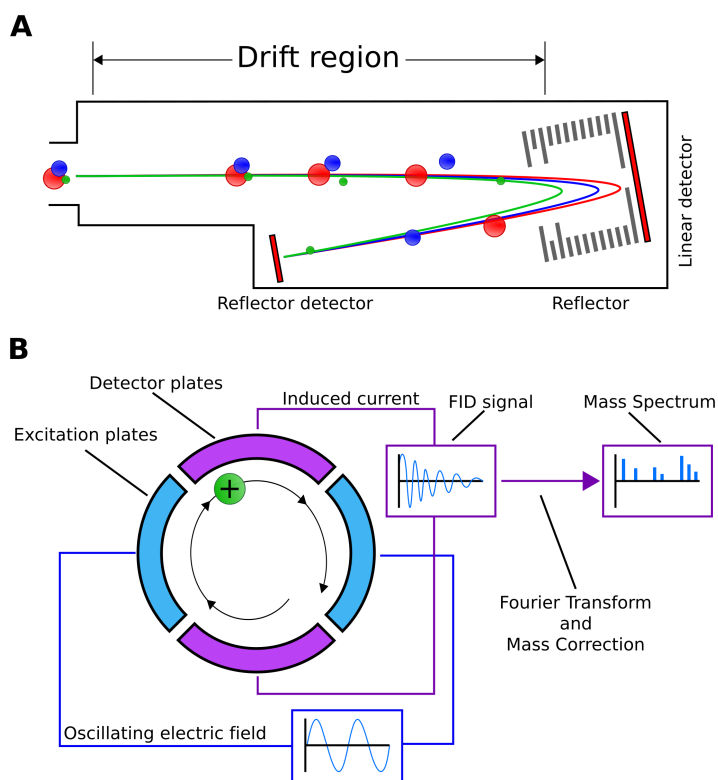 A
Drift region
Linear detector
Reflector detector
Reflector
B
Detector plates
Induced current
FID signal
Mass Spectrum
Excitation plates
+
Fourier Transform
and
Mass Correction
Oscillating electric field